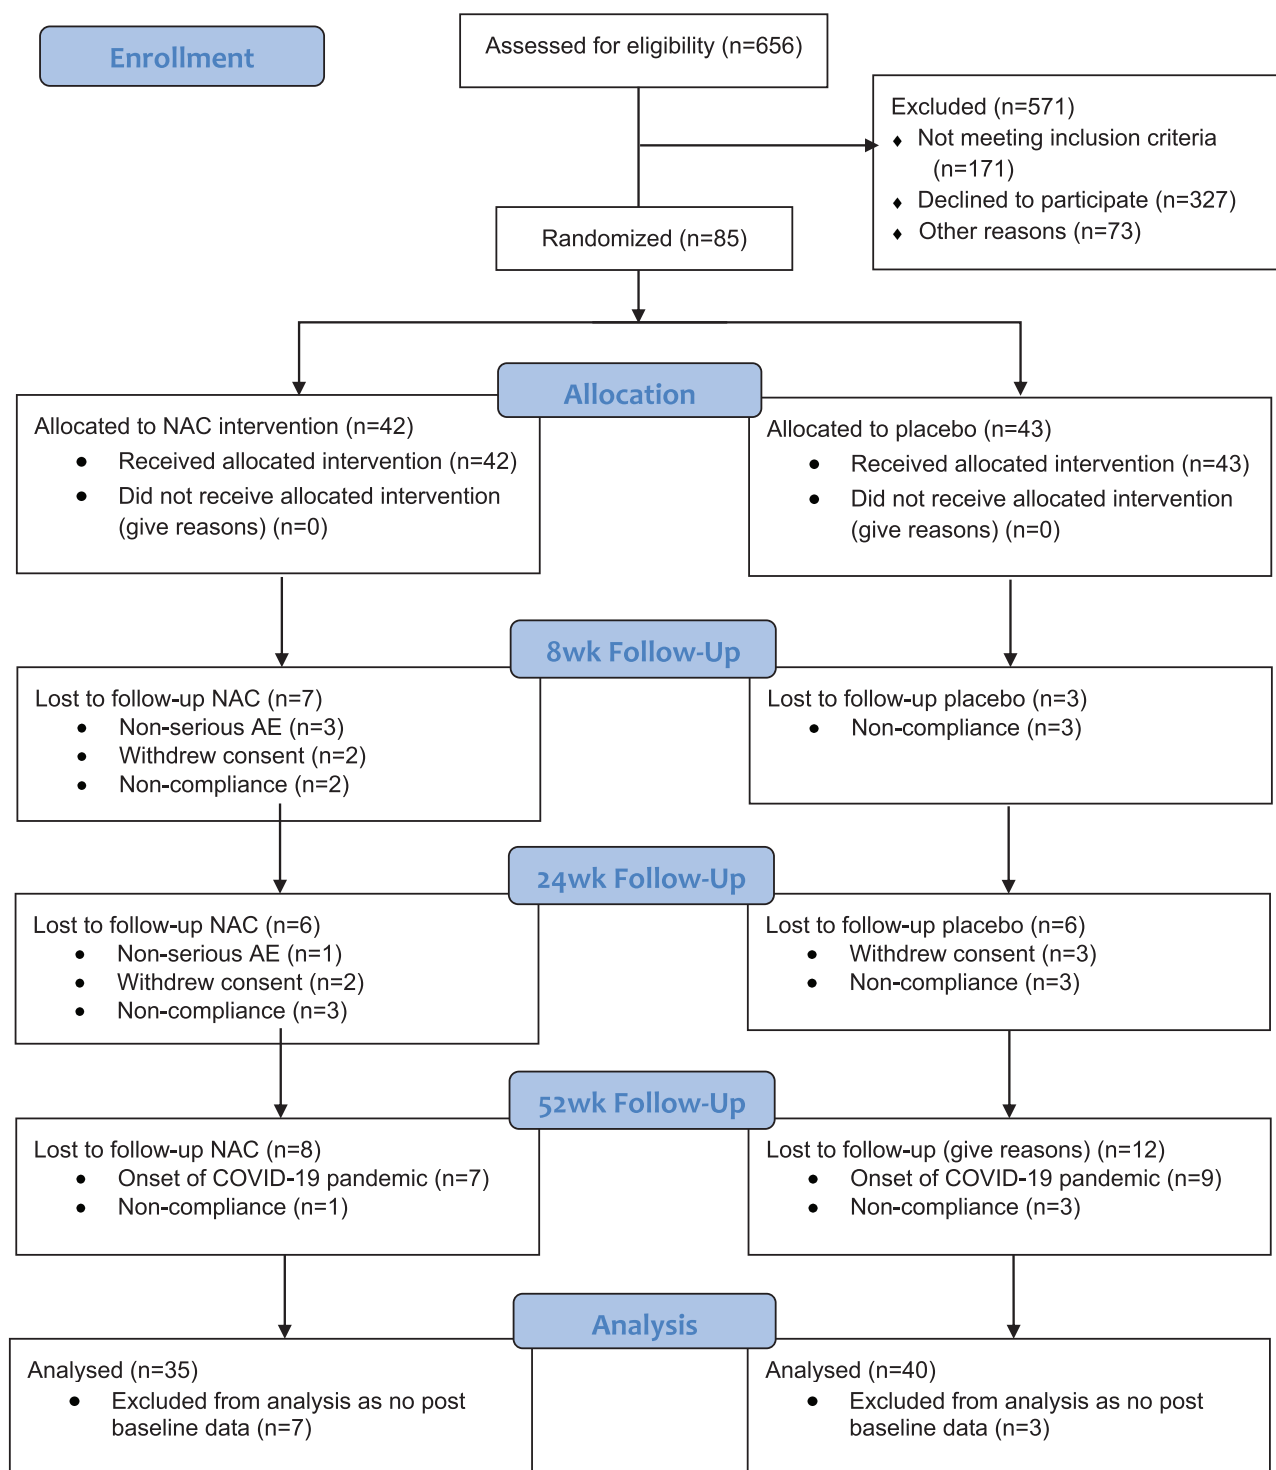 Enrollment
Assessed for eligibility (n=656)
Excluded (n=571)
♦ Not meeting inclusion criteria
(n=171)
♦ Declined to participate (n=327)
♦ Other reasons (n=73)
Randomized (n=85)
Allocation
Allocated to NAC intervention (n=42)
● Received allocated intervention (n=42)
● Did not receive allocated intervention
(give reasons) (n=0)
Allocated to placebo (n=43)
● Received allocated intervention (n=43)
● Did not receive allocated intervention
(give reasons) (n=0)
8wk Follow-Up
Lost to follow-up NAC (n=7)
● Non-serious AE (n=3)
● Withdrew consent (n=2)
● Non-compliance (n=2)
Lost to follow-up placebo (n=3)
● Non-compliance (n=3)
24wk Follow-Up
Lost to follow-up NAC (n=6)
● Non-serious AE (n=1)
● Withdrew consent (n=2)
● Non-compliance (n=3)
Lost to follow-up placebo (n=6)
● Withdrew consent (n=3)
● Non-compliance (n=3)
52wk Follow-Up
Lost to follow-up NAC (n=8)
● Onset of COVID-19 pandemic (n=7)
● Non-compliance (n=1)
Lost to follow-up (give reasons) (n=12)
● Onset of COVID-19 pandemic (n=9)
● Non-compliance (n=3)
Analysis
Analysed (n=35)
● Excluded from analysis as no post
baseline data (n=7)
Analysed (n=40)
● Excluded from analysis as no post
baseline data (n=3)